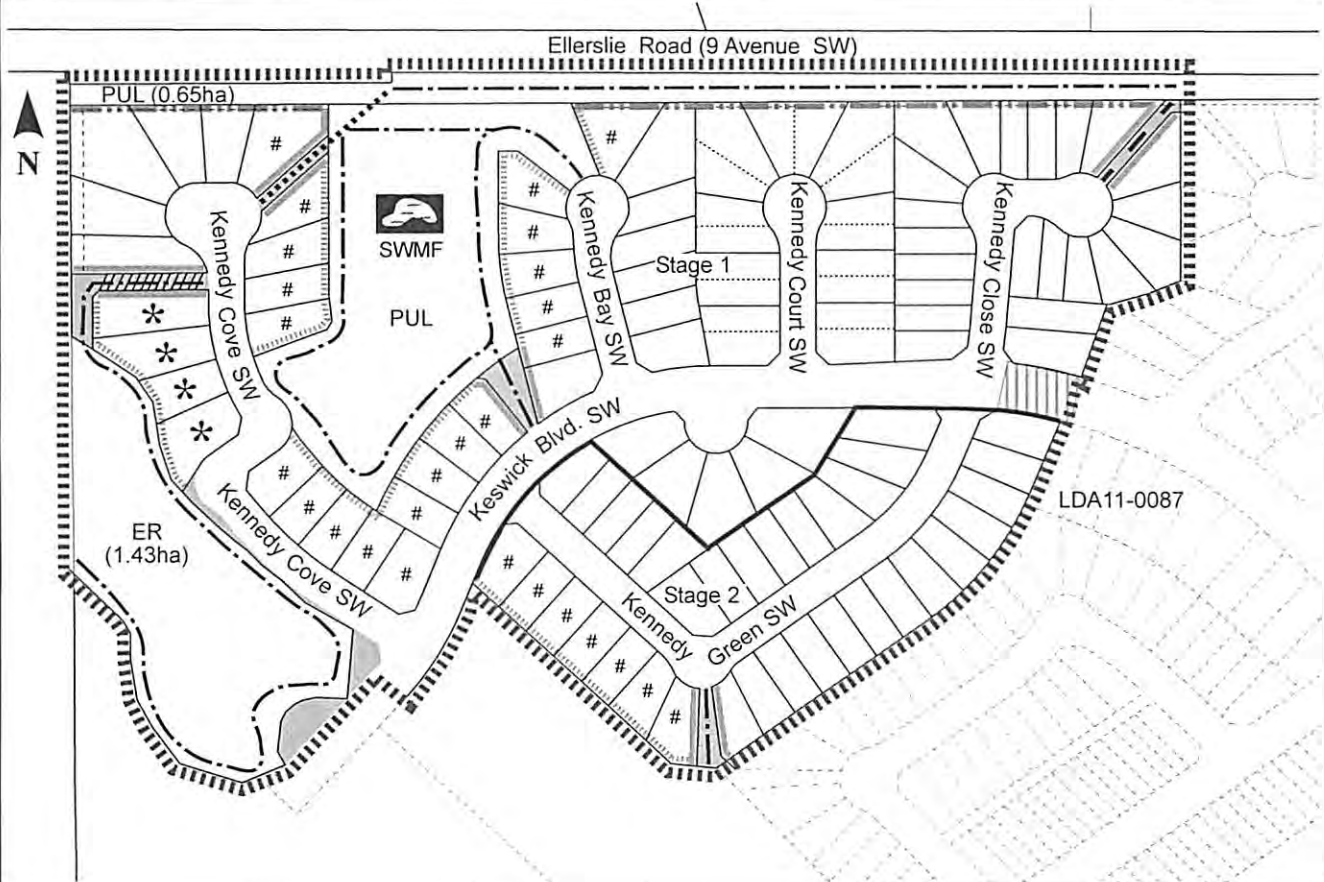 Ellerslie Road (9 Avenue SW)
PUL (0.65ha)
N
#
#
#
#
#
*
*
*
*
Kennedy Cove SW
SWMF
PUL
#
#
#
#
#
#
Kennedy Bay SW
Stage 1
Kennedy Court SW
Kennedy Close SW
#
#
#
#
#
#
#
#
#
#
Keswick Blvd. SW
Kennedy Cove SW
ER
(1.43ha)
LDA11-0087
Stage 2
#
#
#
#
#
#
#
Kennedy
Green SW